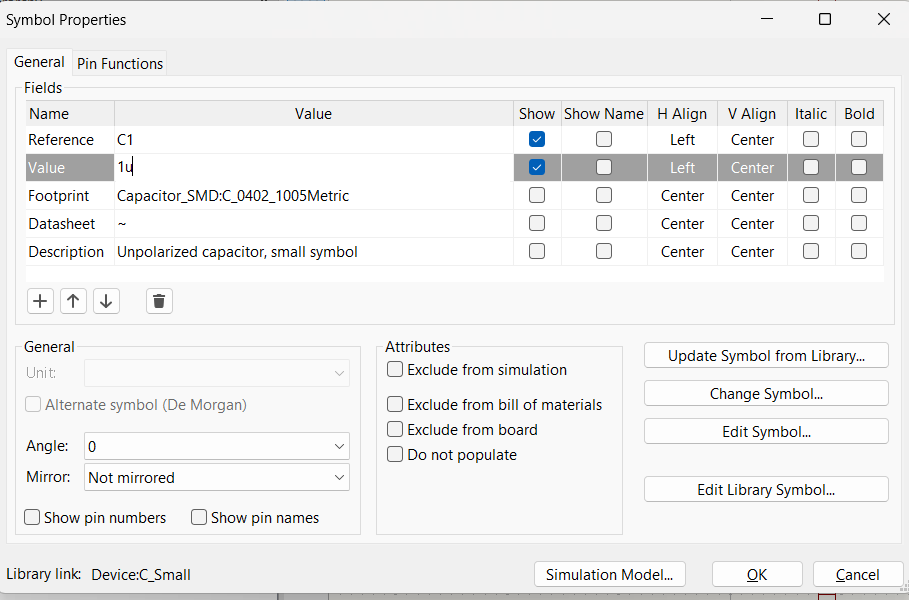 Symbol Properties
General Pin Functions
Fields
Name Value Show Show Name H Align V Align Italic Bold
Reference C1 Left Center
Value 1u Left Center
Footprint Capacitor_SMD:C_0402_1005Metric Center Center
Datasheet ~ Center Center
Description Unpolarized capacitor, small symbol Center Center
General
Unit:
Alternate symbol (De Morgan)
Angle: 0
Mirror: Not mirrored
Show pin numbers Show pin names
Attributes
Exclude from simulation
Exclude from bill of materials
Exclude from board
Do not populate
Update Symbol from Library...
Change Symbol...
Edit Symbol...
Edit Library Symbol...
Library link: Device:C_Small
Simulation Model... OK Cancel